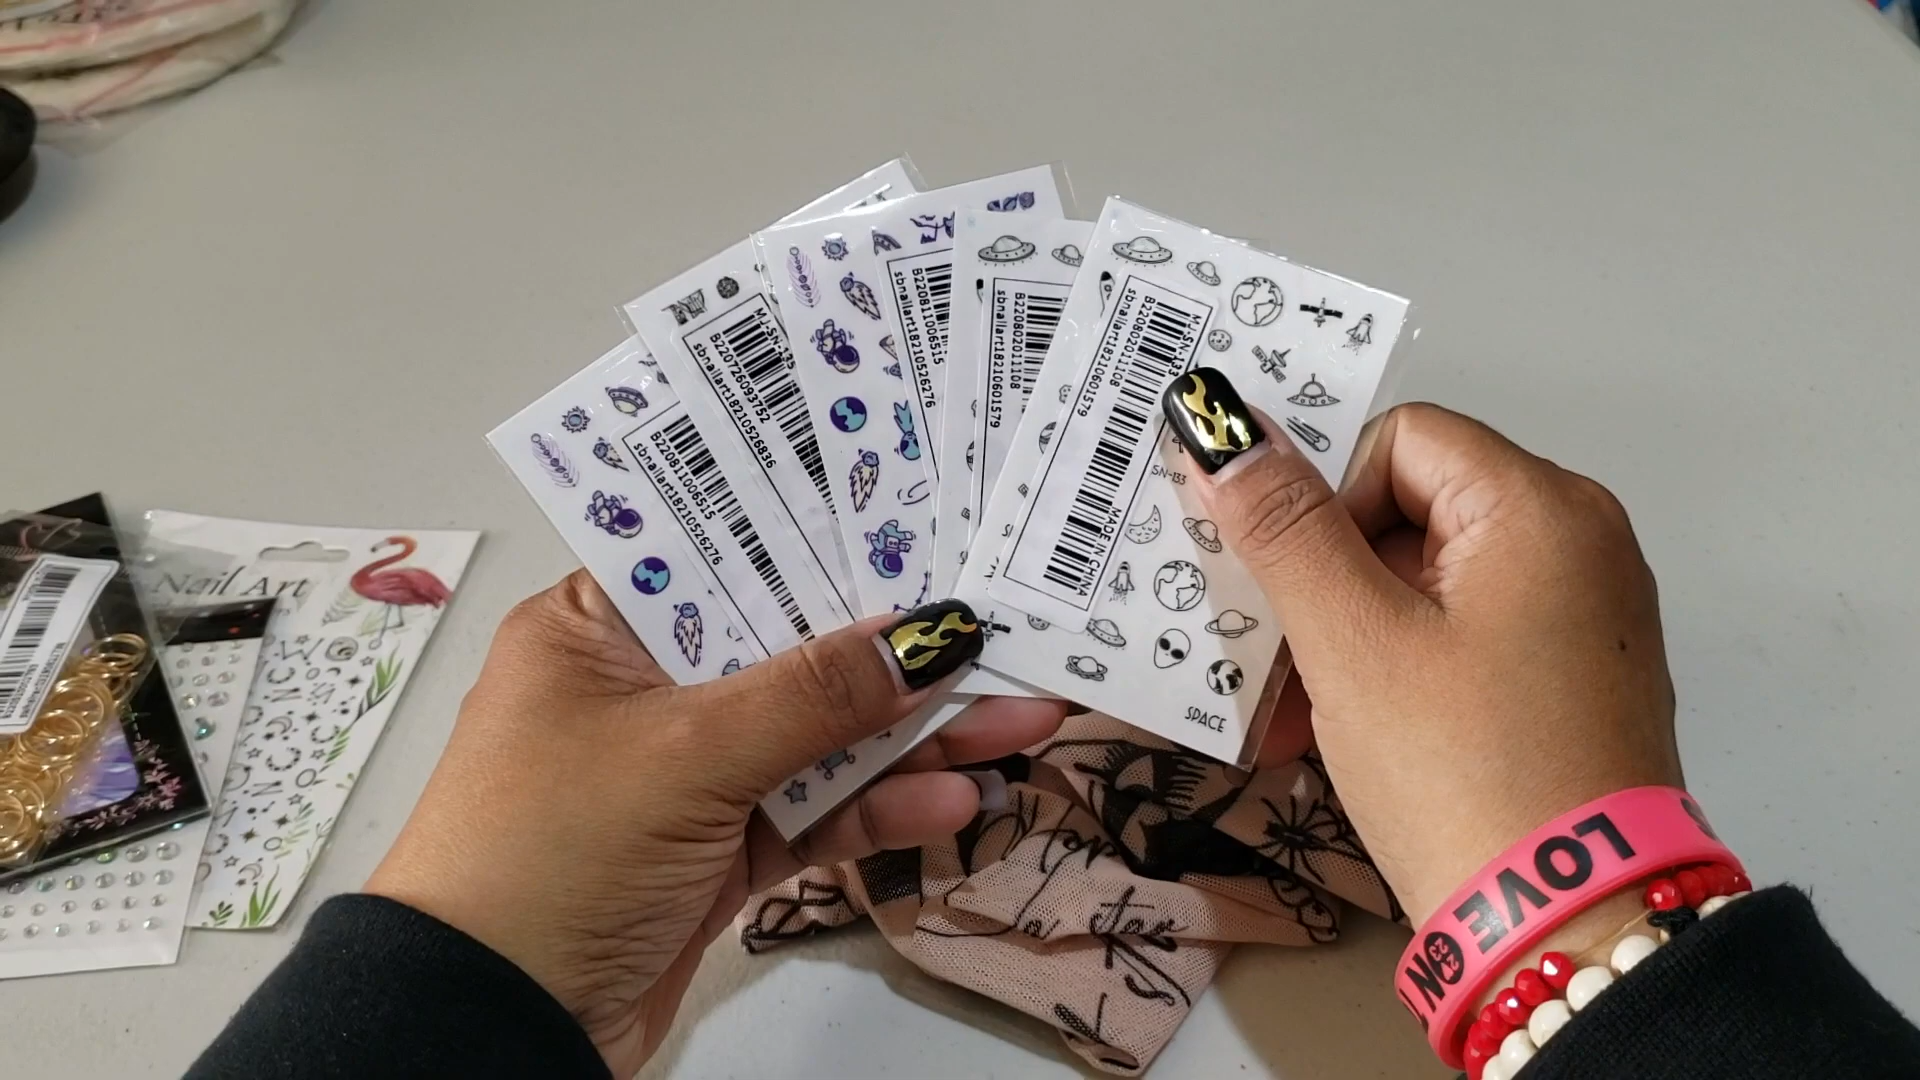 B220811006515
sbnailart18210526276
MJ-SN-135
B220726093752
sbnailart18210526836
B220811006515
sbnailart18210526276
B220802011108
sbnailart18210601579
MJ-SN-133
B220802011108
sbnailart18210601579
MADE IN CHINA
SN-133
SPACE
Nail Art
LOVE ON